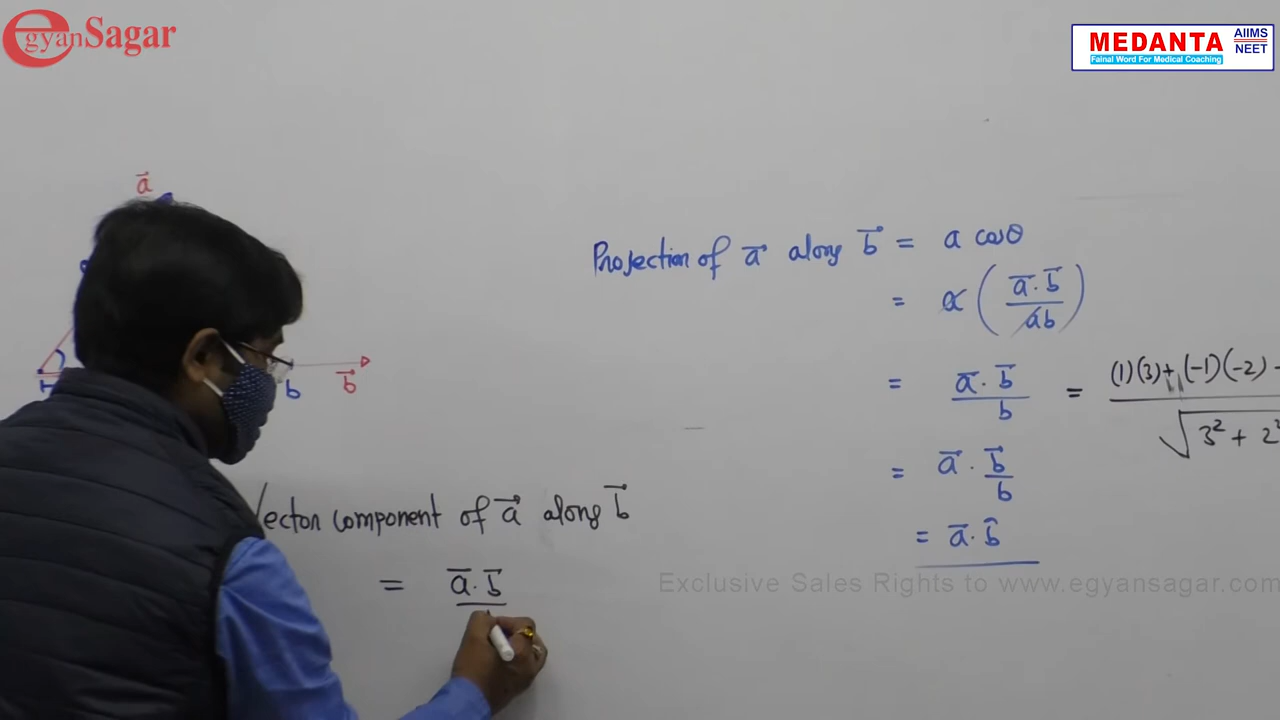 egyanSagar
MEDANTA AIIMS NEET
Fainal Word For Medical Coaching
a⃗
b b⃗
Projection of a⃗ along b⃗ = a cosθ
= a ( a⃗ . b⃗ / ab )
= a⃗ . b⃗ / b = (1)(3)+(-1)(-2) - / √3² + 2²
= a⃗ . b⃗ / b
= a⃗ . b̂
Vector component of a⃗ along b⃗
= a⃗ . b⃗
Exclusive Sales Rights to www.egyansagar.com